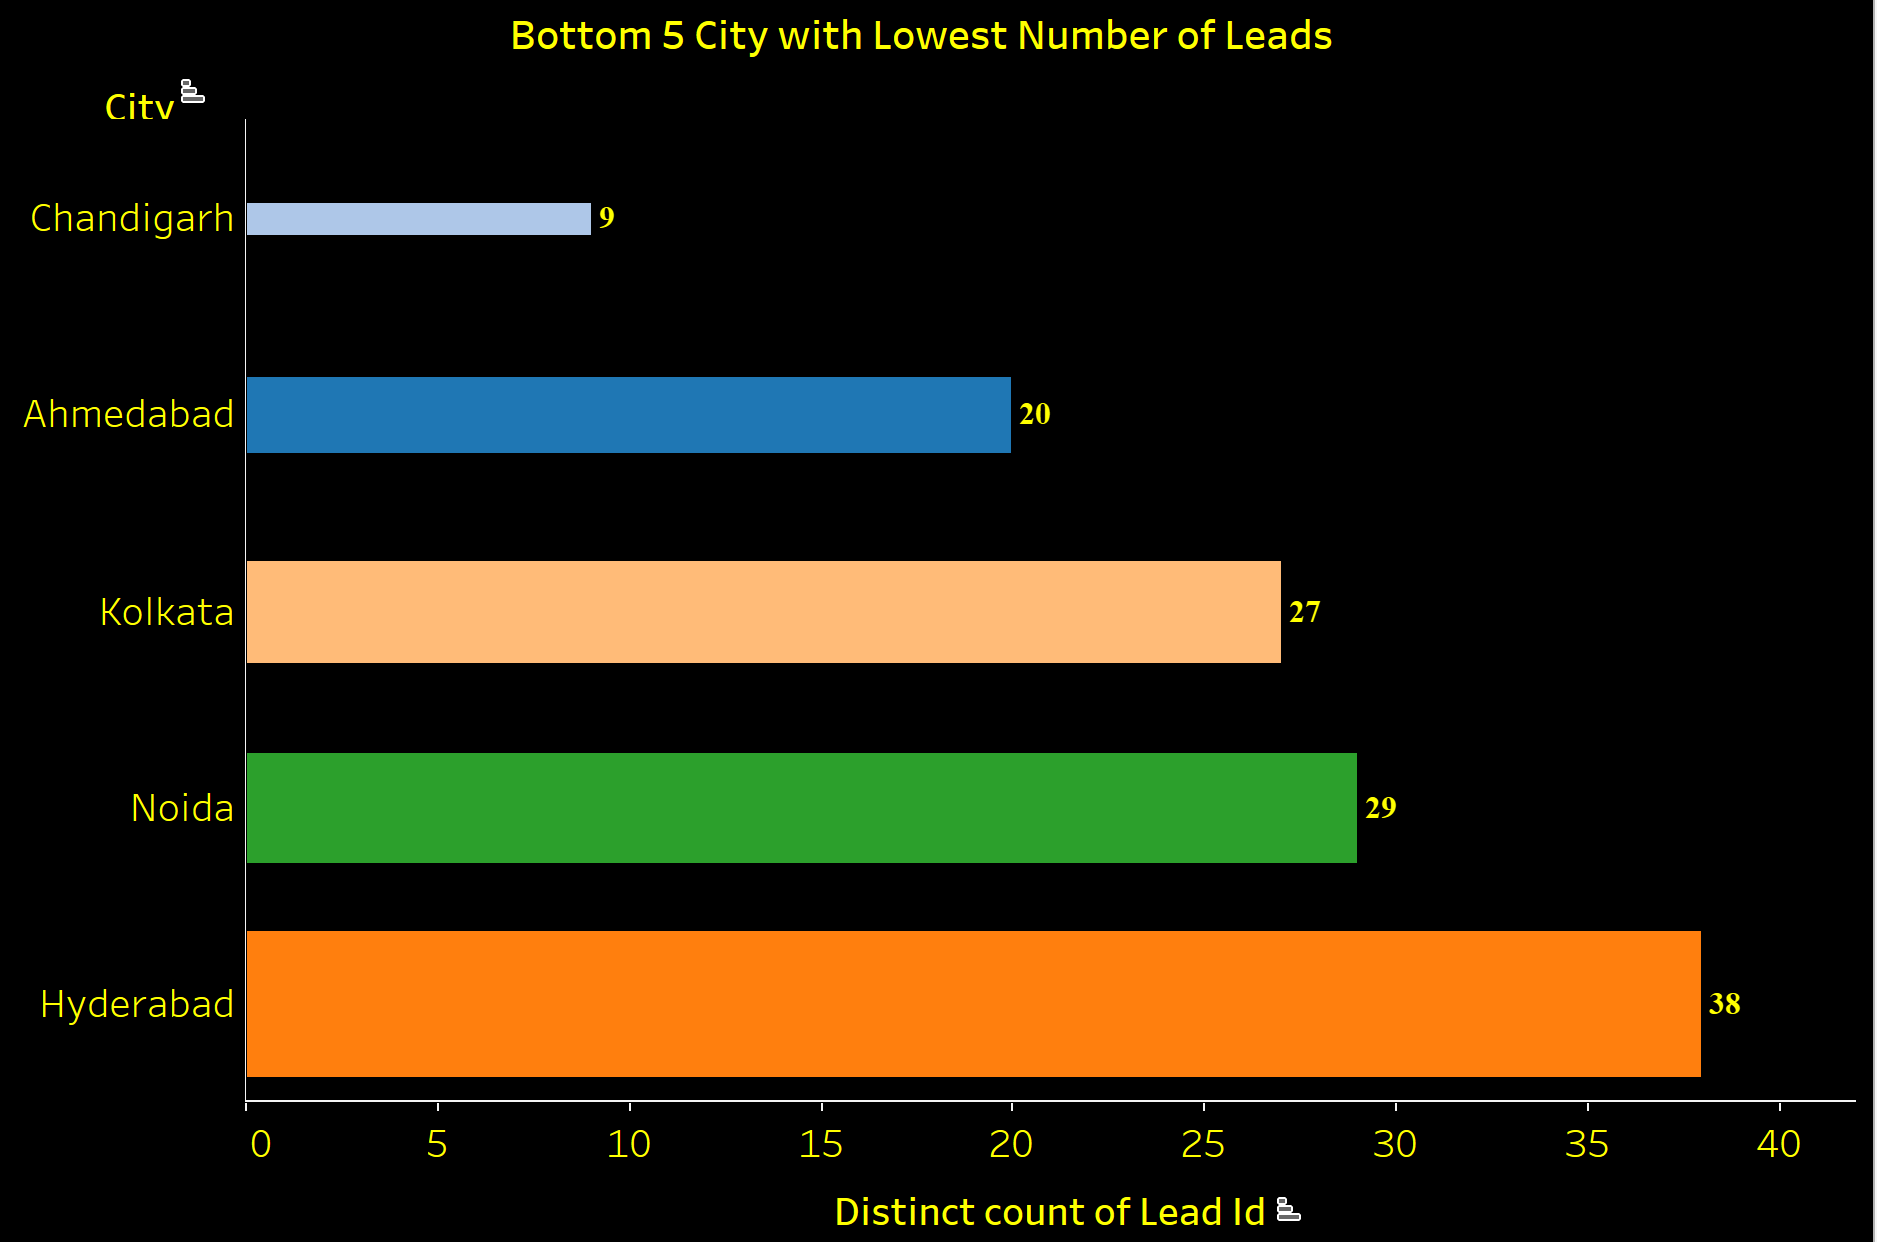 Bottom 5 City with Lowest Number of Leads
City
Chandigarh 9
Ahmedabad 20
Kolkata 27
Noida 29
Hyderabad 38
0 5 10 15 20 25 30 35 40
Distinct count of Lead Id